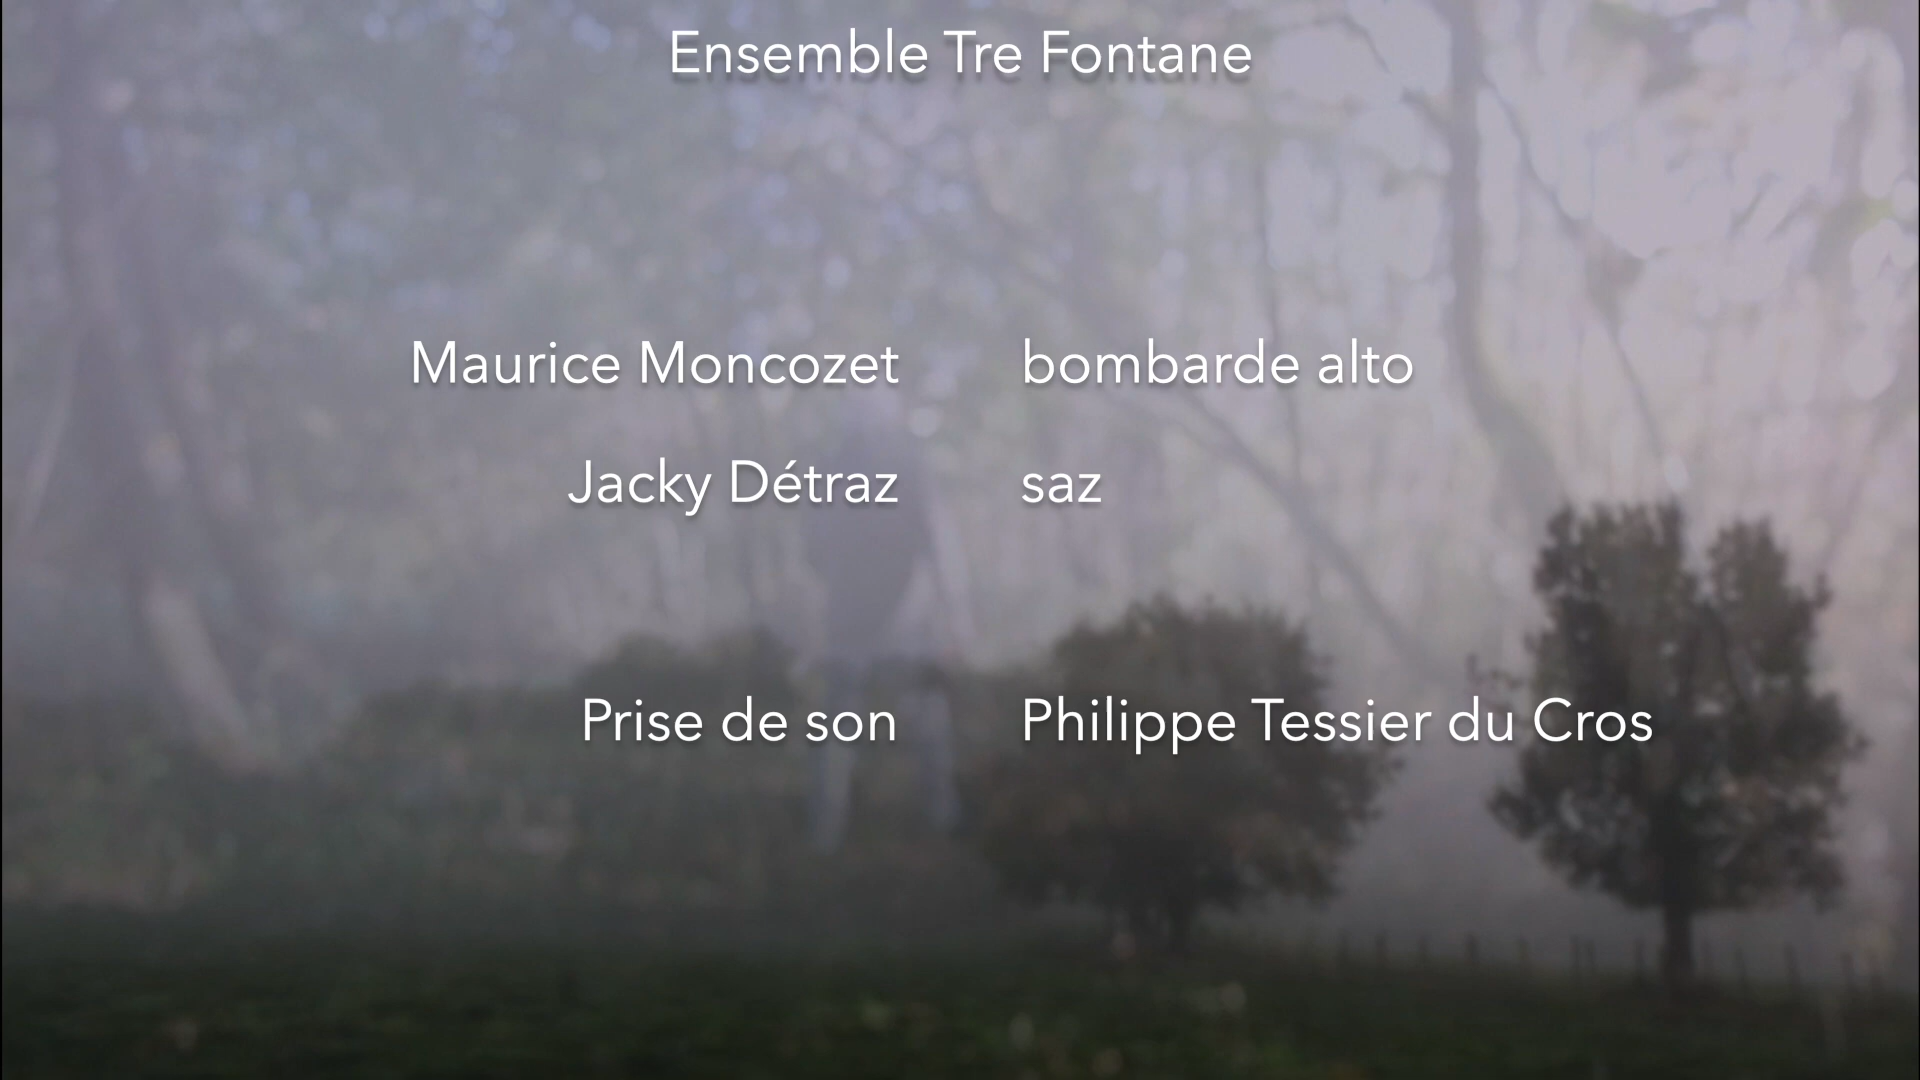 Ensemble Tre Fontane
Maurice Moncozet bombarde alto
Jacky Détraz saz
Prise de son Philippe Tessier du Cros